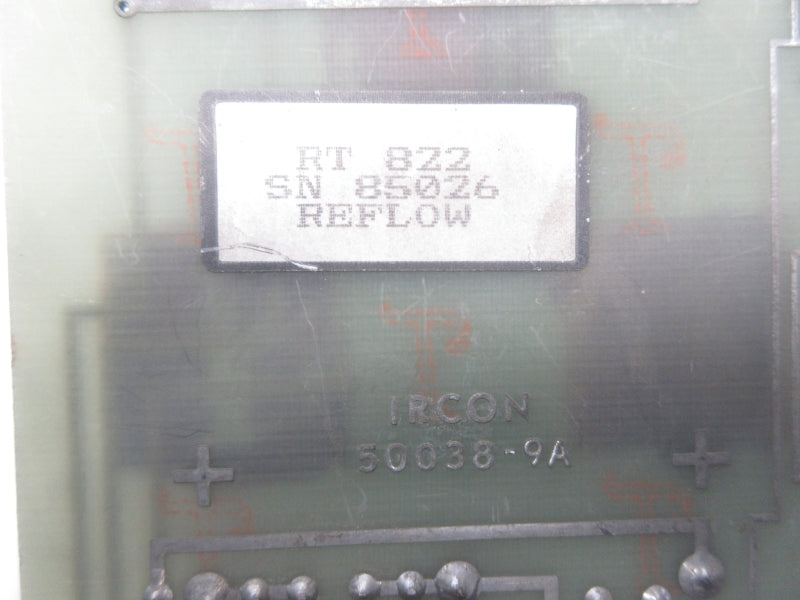 RT 822
SN 85026
REFLOW
IRCON
50038-9A